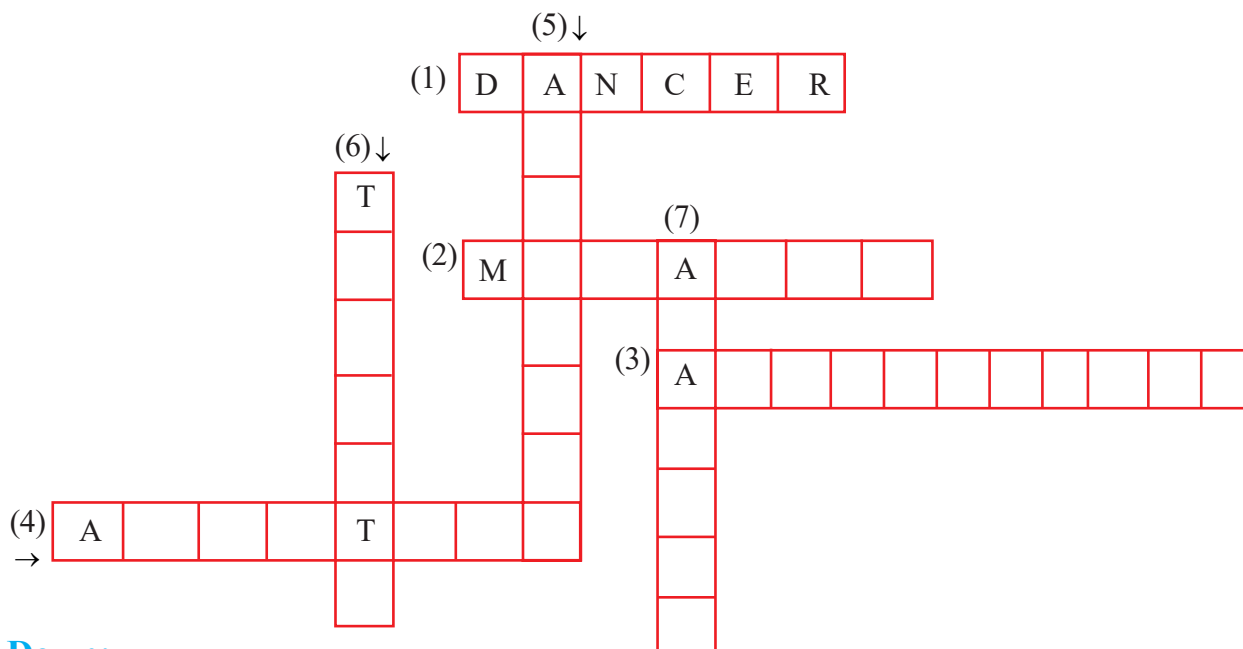 (5)↓
(1) D A N C E R
(6)↓
T
(7)
(2) M A
(3) A
(4) A T
→